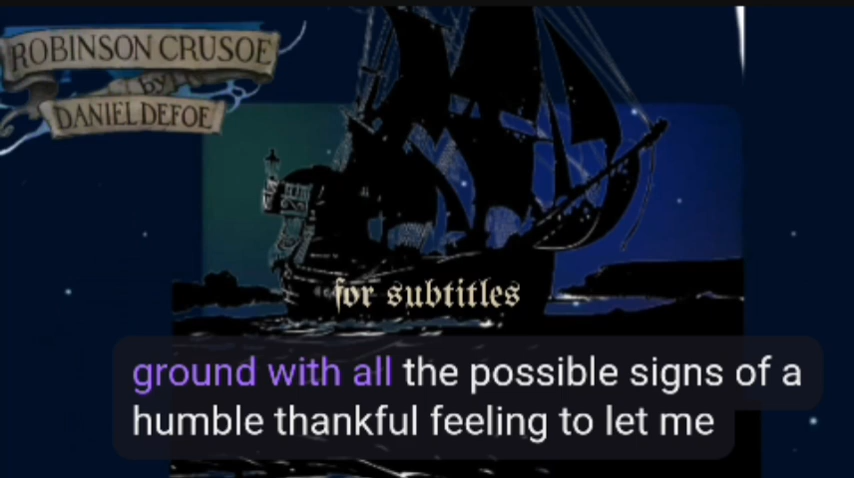 ROBINSON CRUSOE
by
DANIEL DEFOE
for subtitles
ground with all the possible signs of a
humble thankful feeling to let me